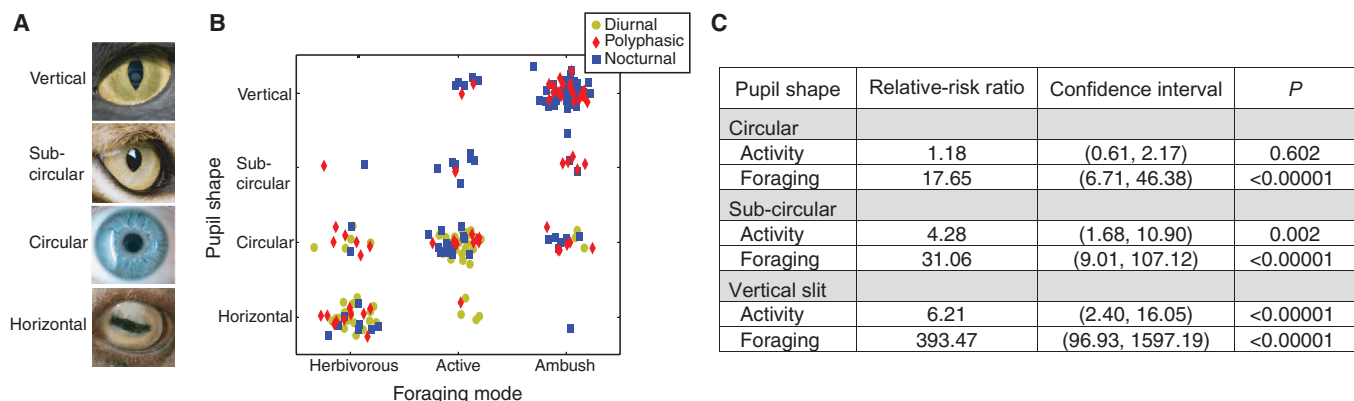 A
Vertical
Sub-
circular
Circular
Horizontal
B
Diurnal
Polyphasic
Nocturnal
Pupil shape
Vertical
Sub-
circular
Circular
Horizontal
Herbivorous Active Ambush
Foraging mode
C
Pupil shape Relative-risk ratio Confidence interval P
Circular
Activity 1.18 (0.61, 2.17) 0.602
Foraging 17.65 (6.71, 46.38) <0.00001
Sub-circular
Activity 4.28 (1.68, 10.90) 0.002
Foraging 31.06 (9.01, 107.12) <0.00001
Vertical slit
Activity 6.21 (2.40, 16.05) <0.00001
Foraging 393.47 (96.93, 1597.19) <0.00001